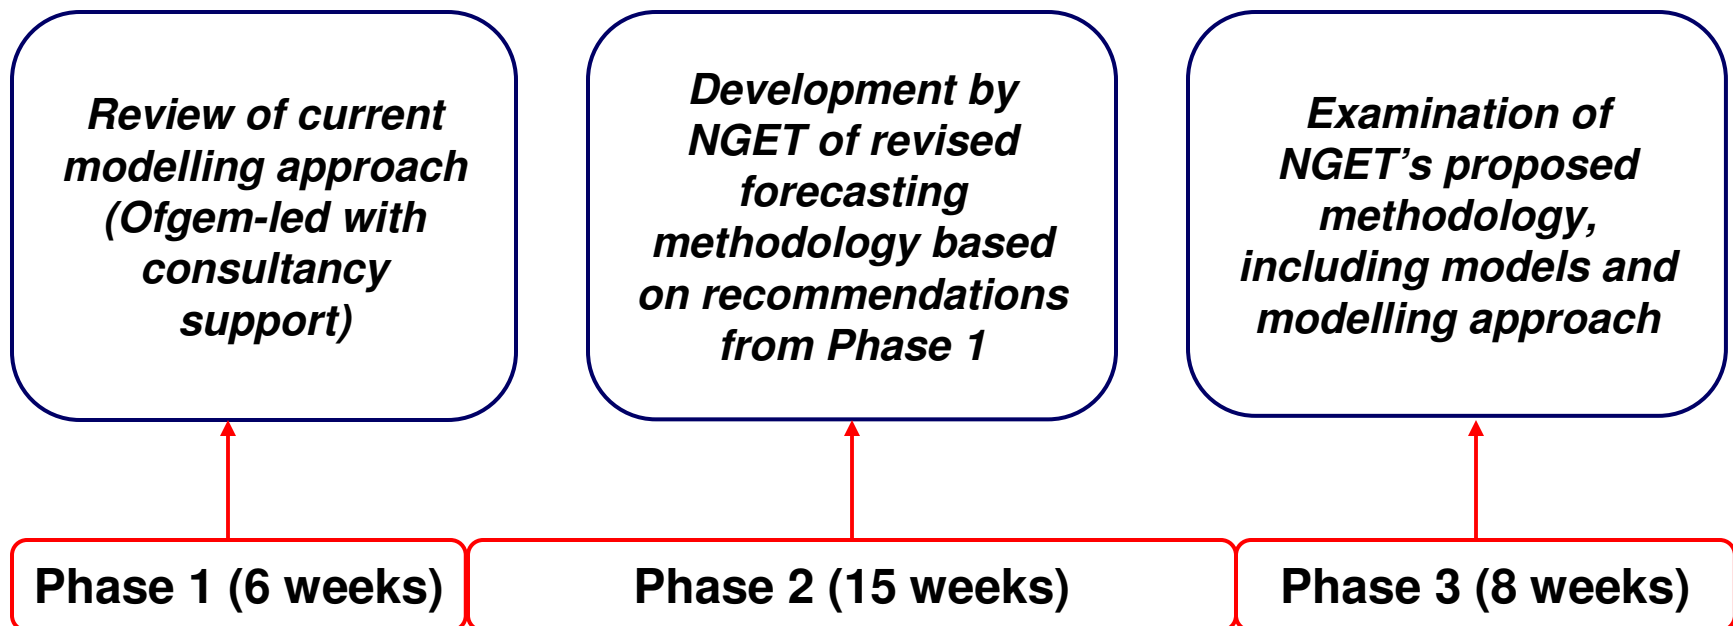 Review of current
modelling approach
(Ofgem-led with
consultancy
support)
Development by
NGET of revised
forecasting
methodology based
on recommendations
from Phase 1
Examination of
NGET’s proposed
methodology,
including models and
modelling approach
Phase 1 (6 weeks)
Phase 2 (15 weeks)
Phase 3 (8 weeks)